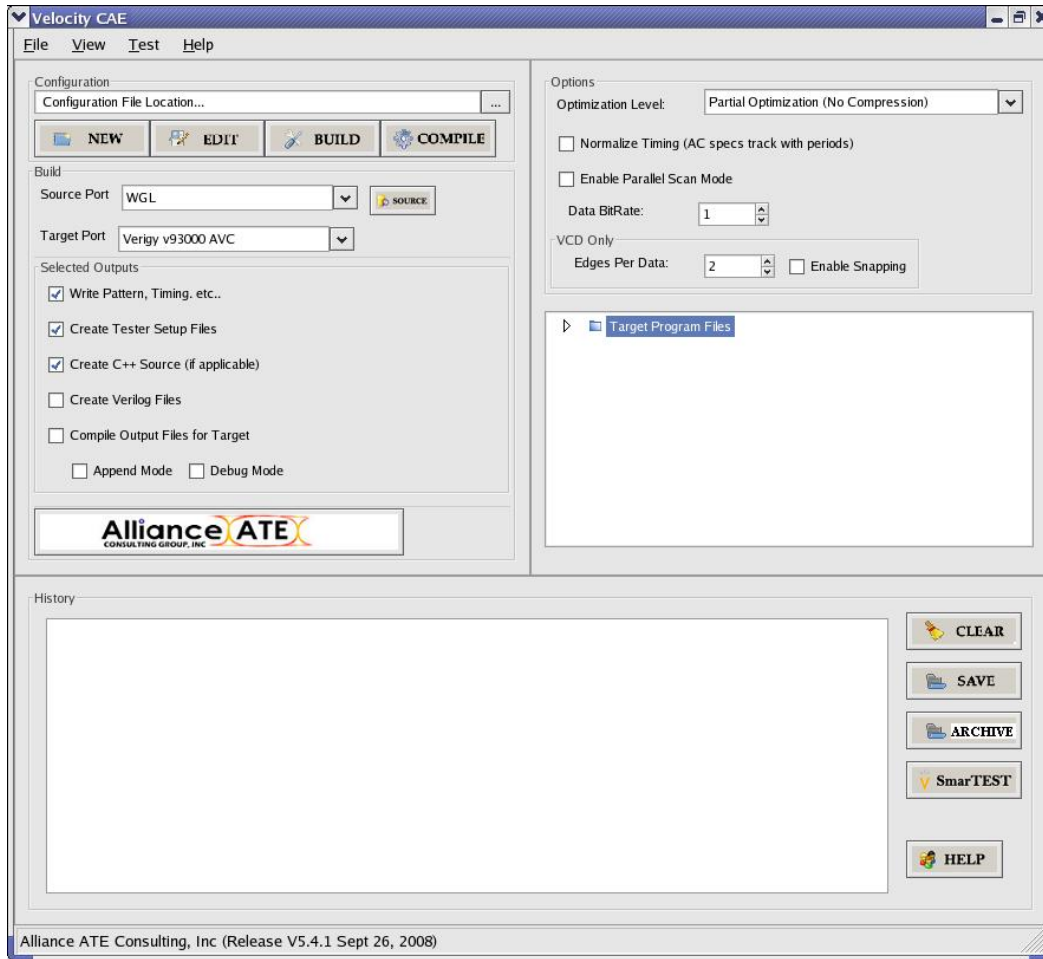 Velocity CAE
File View Test Help
Configuration
Configuration File Location...
...
NEW EDIT BUILD COMPILE
Build
Source Port WGL SOURCE
Target Port Verigy v93000 AVC
Selected Outputs
Write Pattern, Timing. etc..
Create Tester Setup Files
Create C++ Source (if applicable)
Create Verilog Files
Compile Output Files for Target
Append Mode Debug Mode
Alliance ATE
CONSULTING GROUP, INC
Options
Optimization Level: Partial Optimization (No Compression)
Normalize Timing (AC specs track with periods)
Enable Parallel Scan Mode
Data BitRate: 1
VCD Only
Edges Per Data: 2 Enable Snapping
Target Program Files
History
CLEAR
SAVE
ARCHIVE
SmarTEST
HELP
Alliance ATE Consulting, Inc (Release V5.4.1 Sept 26, 2008)